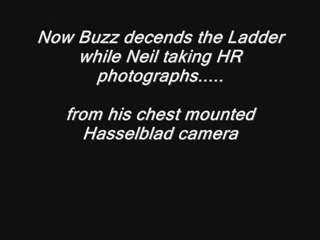 Now Buzz decends the Ladder
while Neil taking HR
photographs.....
from his chest mounted
Hasselblad camera